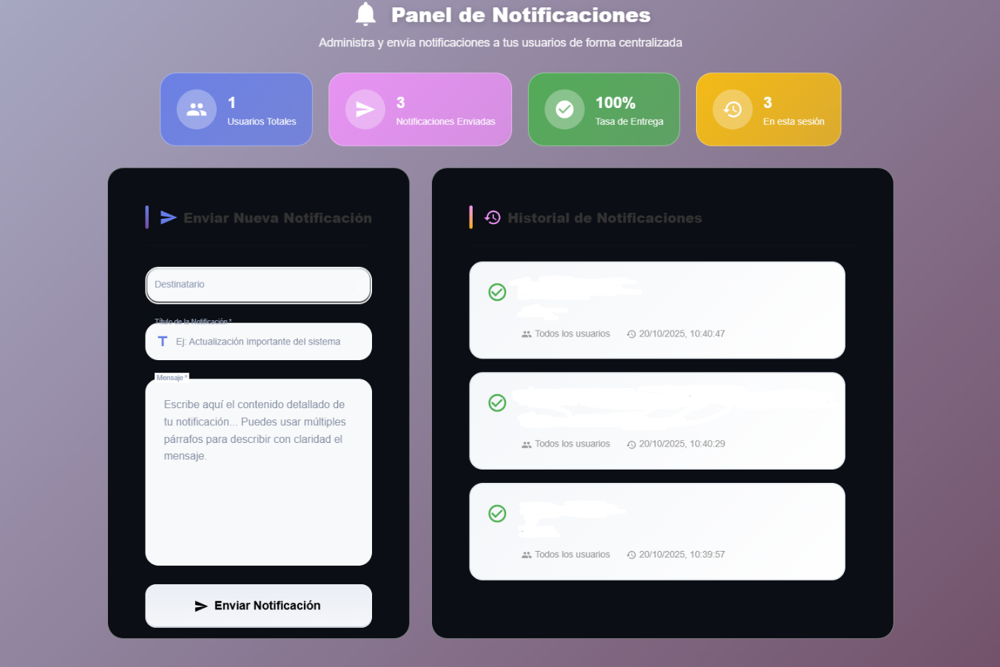 Panel de Notificaciones
Administra y envía notificaciones a tus usuarios de forma centralizada
1
Usuarios Totales
3
Notificaciones Enviadas
100%
Tasa de Entrega
3
En esta sesión
Enviar Nueva Notificación
Destinatario
Título de la Notificación *
Ej: Actualización importante del sistema
Mensaje *
Escribe aquí el contenido detallado de
tu notificación... Puedes usar múltiples
párrafos para describir con claridad el
mensaje.
Enviar Notificación
Historial de Notificaciones
Todos los usuarios 20/10/2025, 10:40:47
Todos los usuarios 20/10/2025, 10:40:29
Todos los usuarios 20/10/2025, 10:39:57